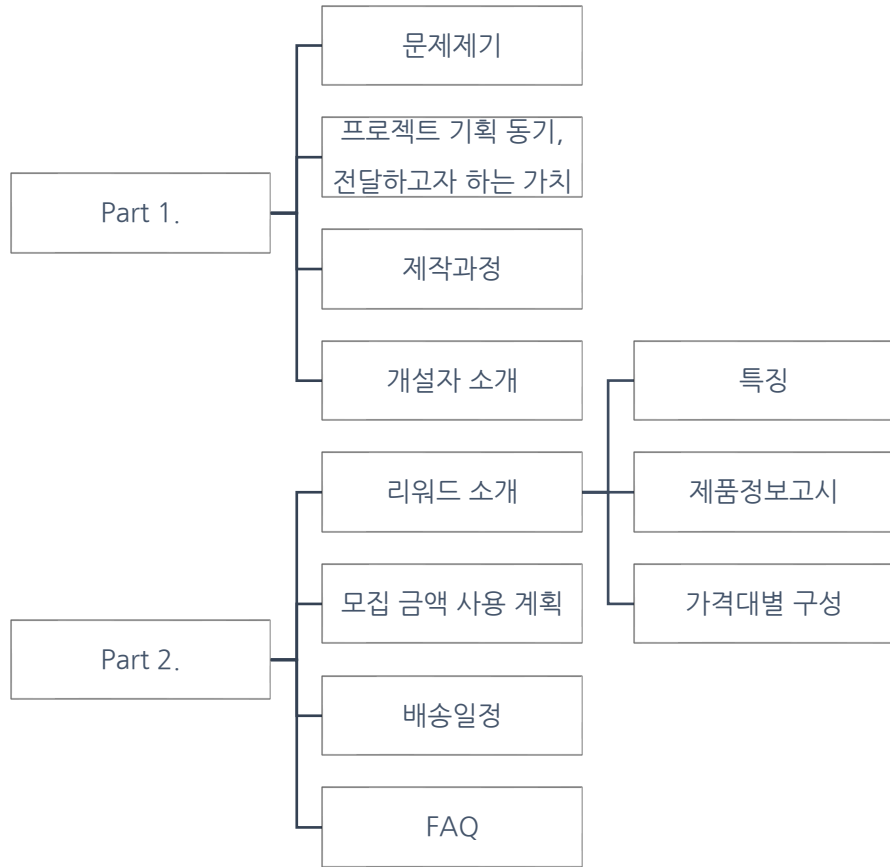 Part 1.
문제제기
프로젝트 기획 동기,
전달하고자 하는 가치
제작과정
개설자 소개
Part 2.
리워드 소개
특징
제품정보고시
가격대별 구성
모집 금액 사용 계획
배송일정
FAQ